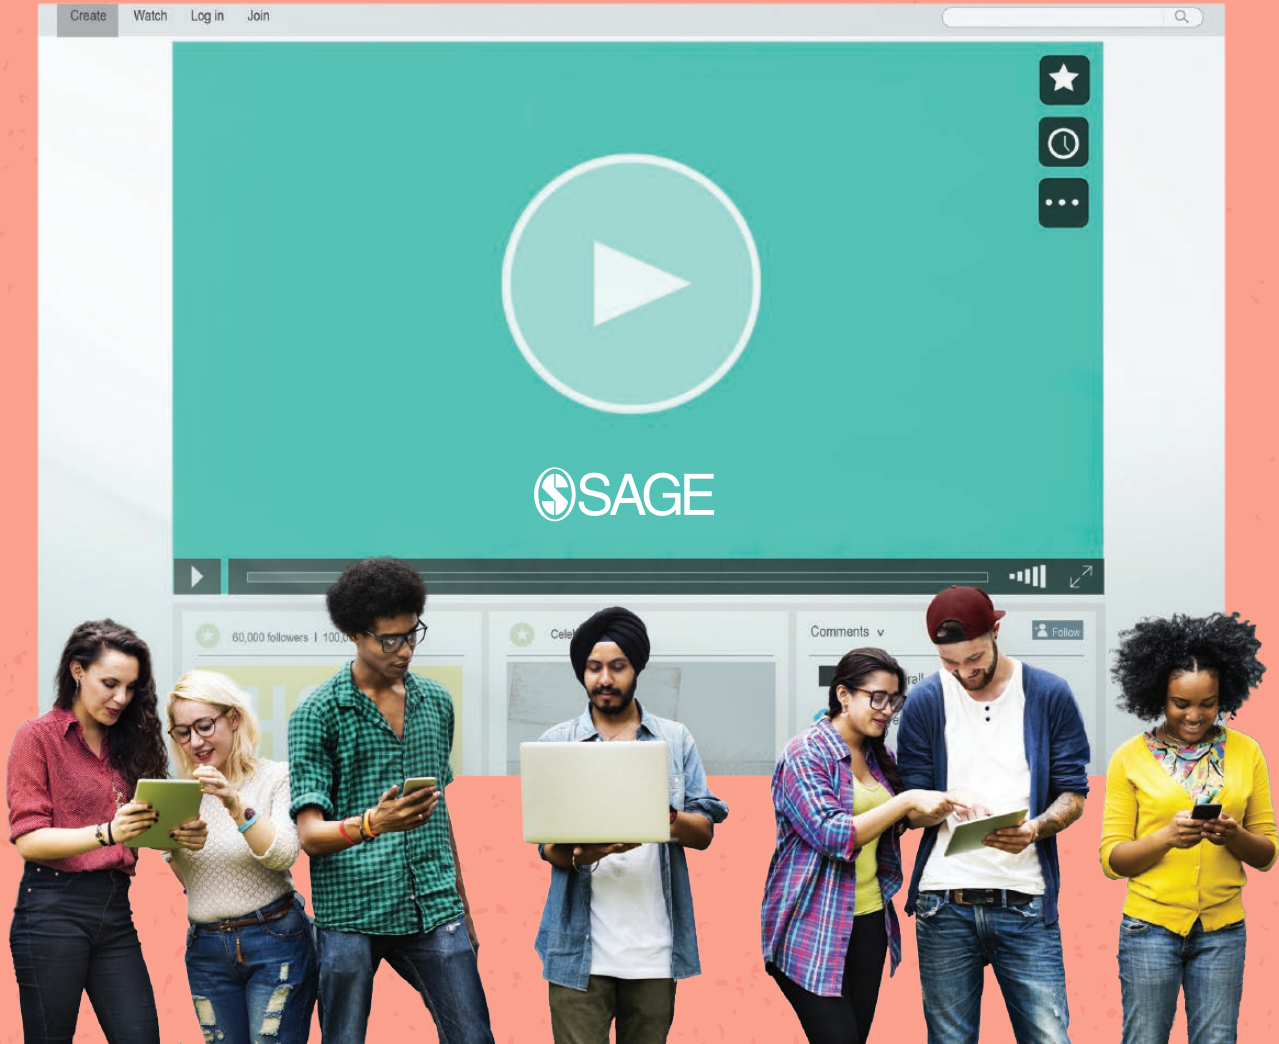 Create Watch Log in Join
SAGE
60,000 followers I
Comments v
Follow